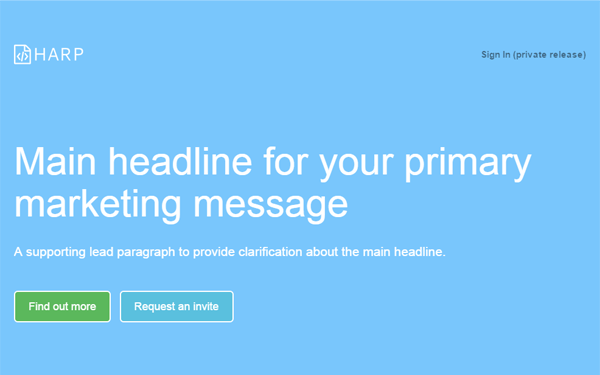 HARP
Sign In (private release)
Main headline for your primary
marketing message
A supporting lead paragraph to provide clarification about the main headline.
Find out more
Request an invite